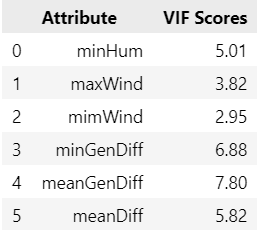 Attribute VIF Scores
0 minHum 5.01
1 maxWind 3.82
2 mimWind 2.95
3 minGenDiff 6.88
4 meanGenDiff 7.80
5 meanDiff 5.82